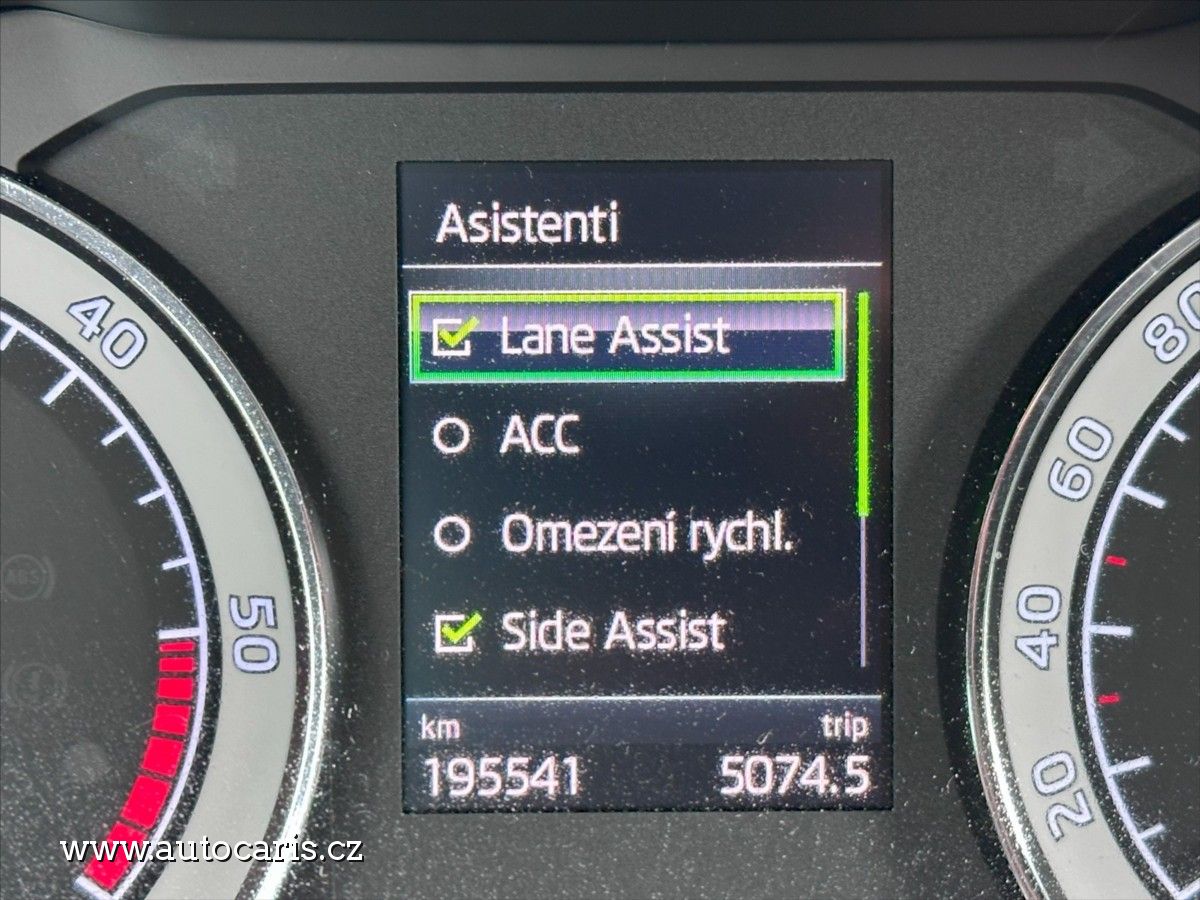 Asistenti
Lane Assist
ACC
Omezení rychl.
Side Assist
km trip
195541 5074.5
40
50
80
60
40
20
ABS
www.autocaris.cz